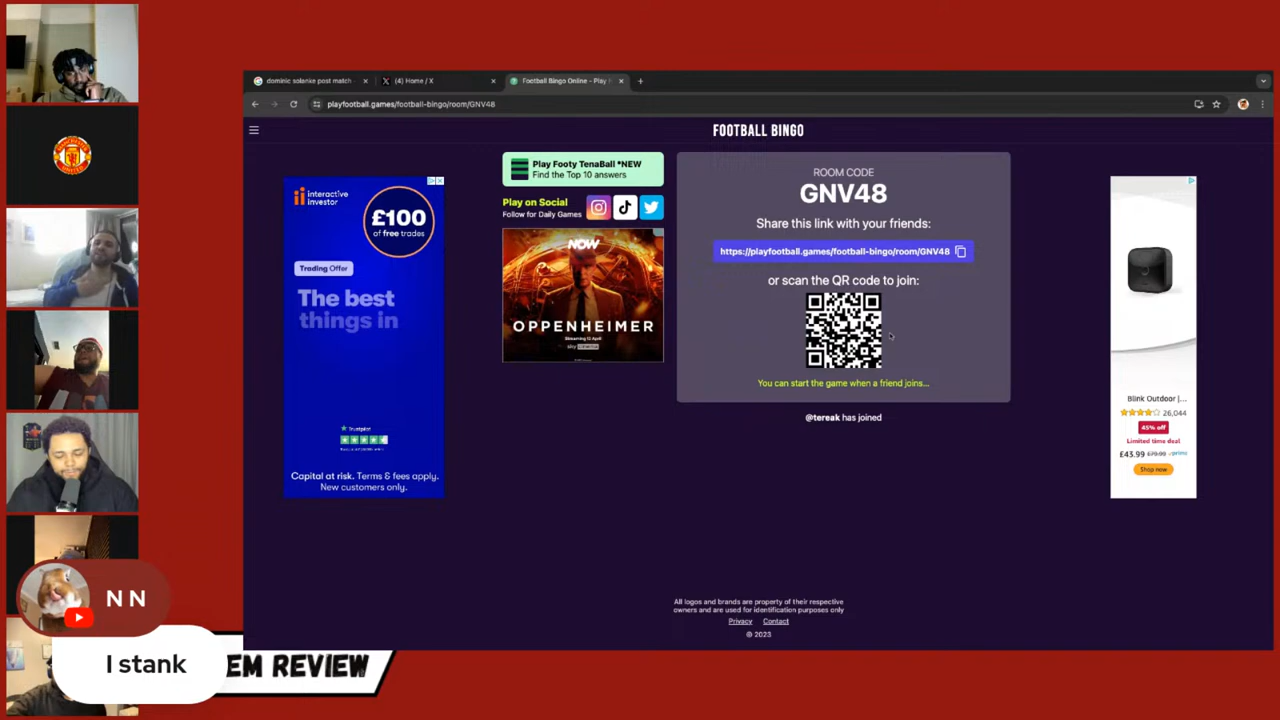 dominic solanke post match
(4) Home / X
Football Bingo Online - Play
playfootball.games/football-bingo/room/GNV48
FOOTBALL BINGO
interactive
investor
£100
of free trades
Trading Offer
The best
things in
Trustpilot
Capital at risk. Terms & fees apply.
New customers only.
Play Footy TenaBall *NEW
Find the Top 10 answers
Play on Social
Follow for Daily Games
NOW
OPPENHEIMER
ROOM CODE
GNV48
Share this link with your friends:
https://playfootball.games/football-bingo/room/GNV48
or scan the QR code to join:
You can start the game when a friend joins...
@tereak has joined
Blink Outdoor |...
26,044
45% off
Limited time deal
£43.99 £79.99 prime
Shop now
All logos and brands are property of their respective
owners and are used for identification purposes only
Privacy Contact
© 2023
N N
I stank
EM REVIEW